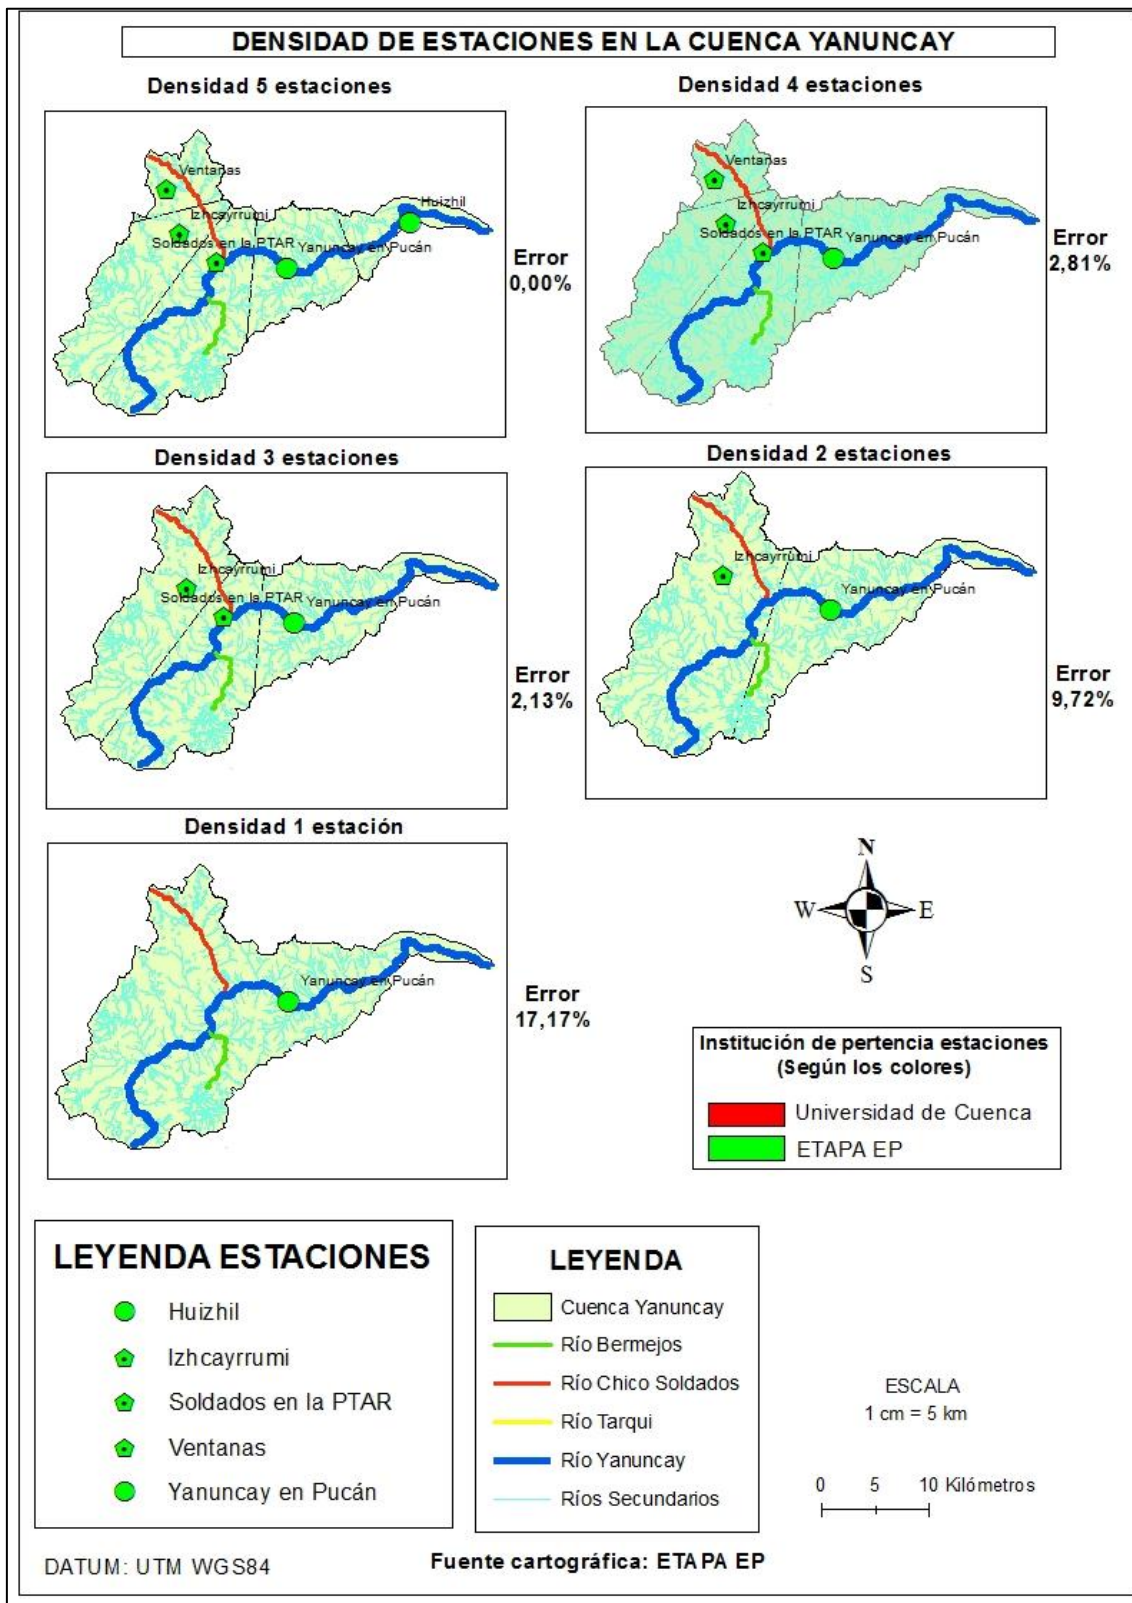 DENSIDAD DE ESTACIONES EN LA CUENCA YANUNCAY
Densidad 5 estaciones
Ventanas
Izhcayrrumi
Huizhil
Soldados en la PTAR
Yanuncay en Pucán
Error
0,00%
Densidad 4 estaciones
Ventanas
Izhcayrrumi
Soldados en la PTAR
Yanuncay en Pucán
Error
2,81%
Densidad 3 estaciones
Izhcayrrumi
Soldados en la PTAR
Yanuncay en Pucán
Error
2,13%
Densidad 2 estaciones
Izhcayrrumi
Yanuncay en Pucán
Error
9,72%
Densidad 1 estación
Yanuncay en Pucán
Error
17,17%
N
W
E
S
Institución de pertencia estaciones
(Según los colores)
Universidad de Cuenca
ETAPA EP
LEYENDA ESTACIONES
Huizhil
Izhcayrrumi
Soldados en la PTAR
Ventanas
Yanuncay en Pucán
LEYENDA
Cuenca Yanuncay
Río Bermejos
Río Chico Soldados
Río Tarqui
Río Yanuncay
Ríos Secundarios
ESCALA
1 cm = 5 km
0 5 10 Kilómetros
DATUM: UTM WGS84
Fuente cartográfica: ETAPA EP